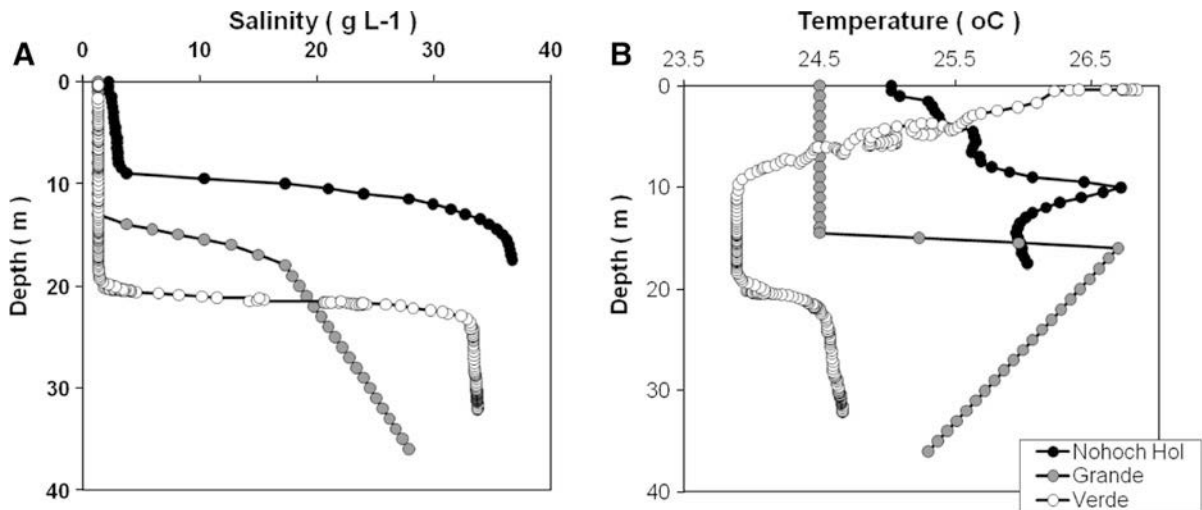 Salinity ( g L-1 )
A
0 10 20 30 40
0
10
20
30
40
Depth ( m )
Temperature ( oC )
B
23.5 24.5 25.5 26.5
0
10
20
30
40
Depth ( m )
Nohoch Hol
Grande
Verde